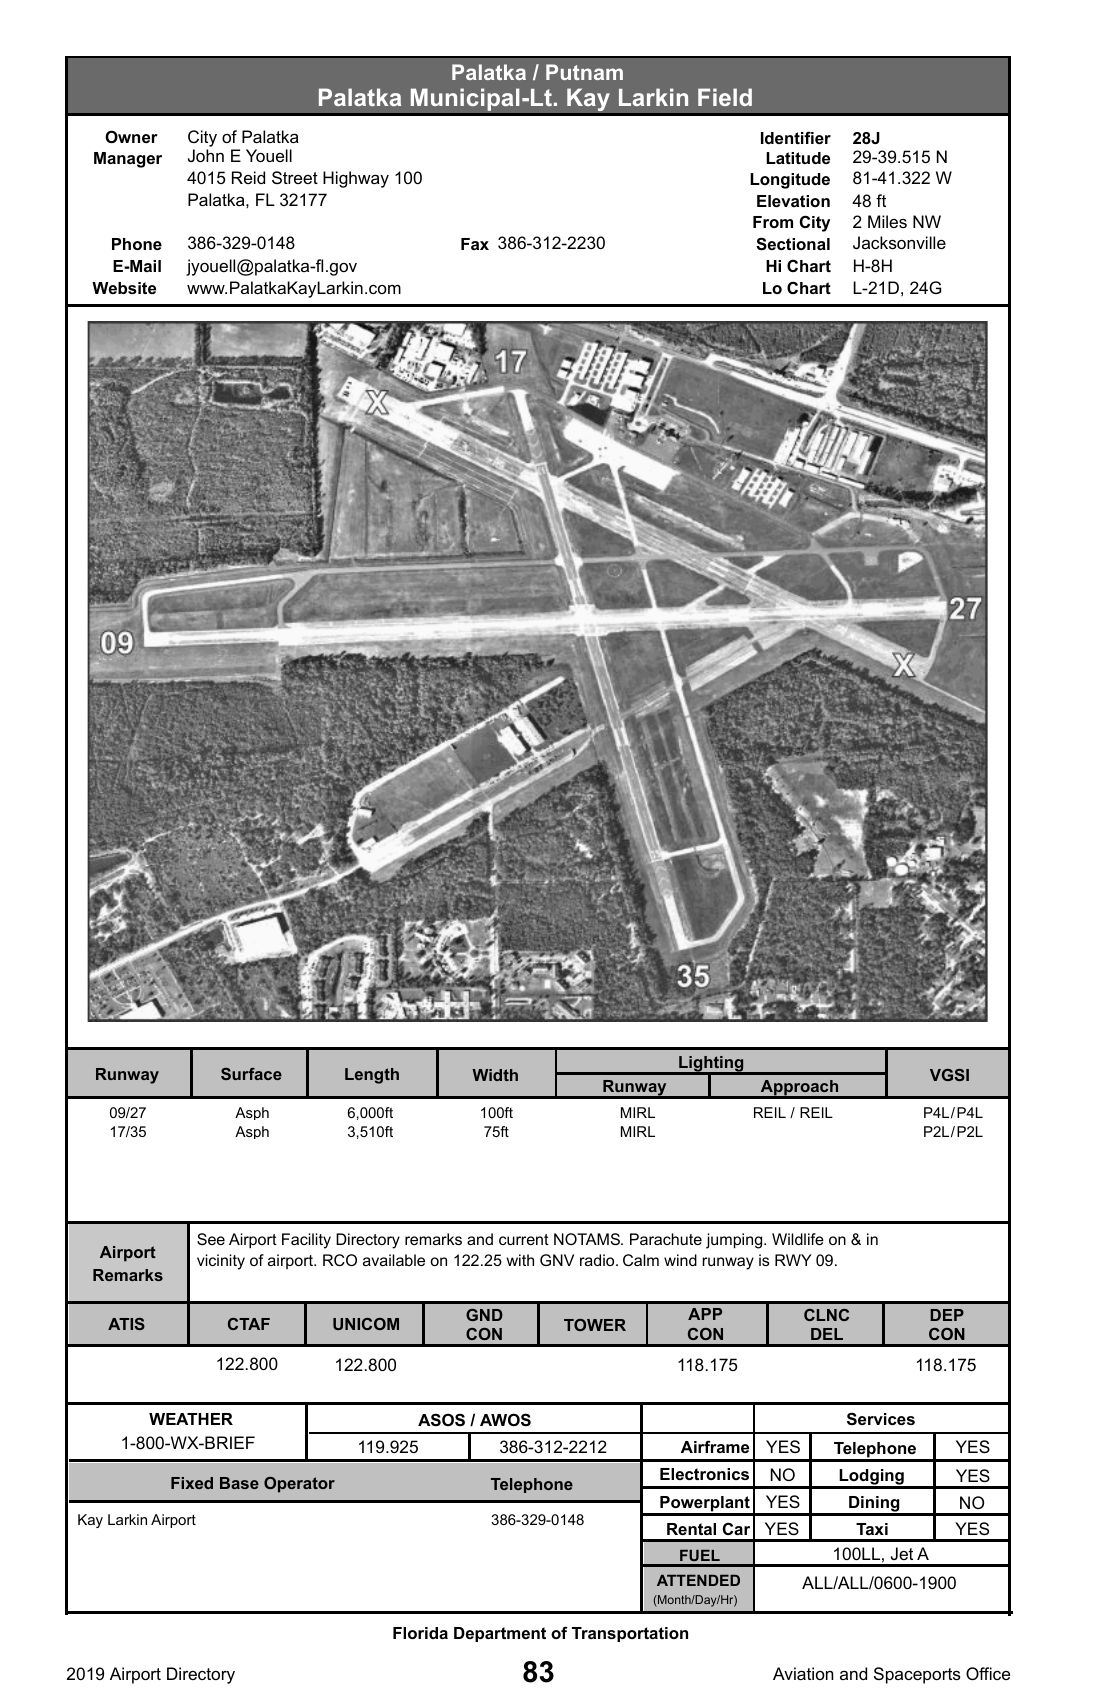 Palatka / Putnam
Palatka Municipal-Lt. Kay Larkin Field
Owner City of Palatka
Manager John E Youell
4015 Reid Street Highway 100
Palatka, FL 32177
Phone 386-329-0148 Fax 386-312-2230
E-Mail jyouell@palatka-fl.gov
Website www.PalatkaKayLarkin.com
Identifier 28J
Latitude 29-39.515 N
Longitude 81-41.322 W
Elevation 48 ft
From City 2 Miles NW
Sectional Jacksonville
Hi Chart H-8H
Lo Chart L-21D, 24G
17
X
27
09
X
35
Runway Surface Length Width Lighting VGSI
Runway Approach
09/27 Asph 6,000ft 100ft MIRL REIL / REIL P4L/P4L
17/35 Asph 3,510ft 75ft MIRL P2L/P2L
Airport Remarks
See Airport Facility Directory remarks and current NOTAMS. Parachute jumping. Wildlife on & in
vicinity of airport. RCO available on 122.25 with GNV radio. Calm wind runway is RWY 09.
ATIS CTAF UNICOM GND CON TOWER APP CON CLNC DEL DEP CON
122.800 122.800 118.175 118.175
WEATHER ASOS / AWOS Services
1-800-WX-BRIEF 119.925 386-312-2212 Airframe YES Telephone YES
Fixed Base Operator Telephone Electronics NO Lodging YES
Powerplant YES Dining NO
Kay Larkin Airport 386-329-0148 Rental Car YES Taxi YES
FUEL 100LL, Jet A
ATTENDED ALL/ALL/0600-1900
(Month/Day/Hr)
Florida Department of Transportation
2019 Airport Directory 83 Aviation and Spaceports Office